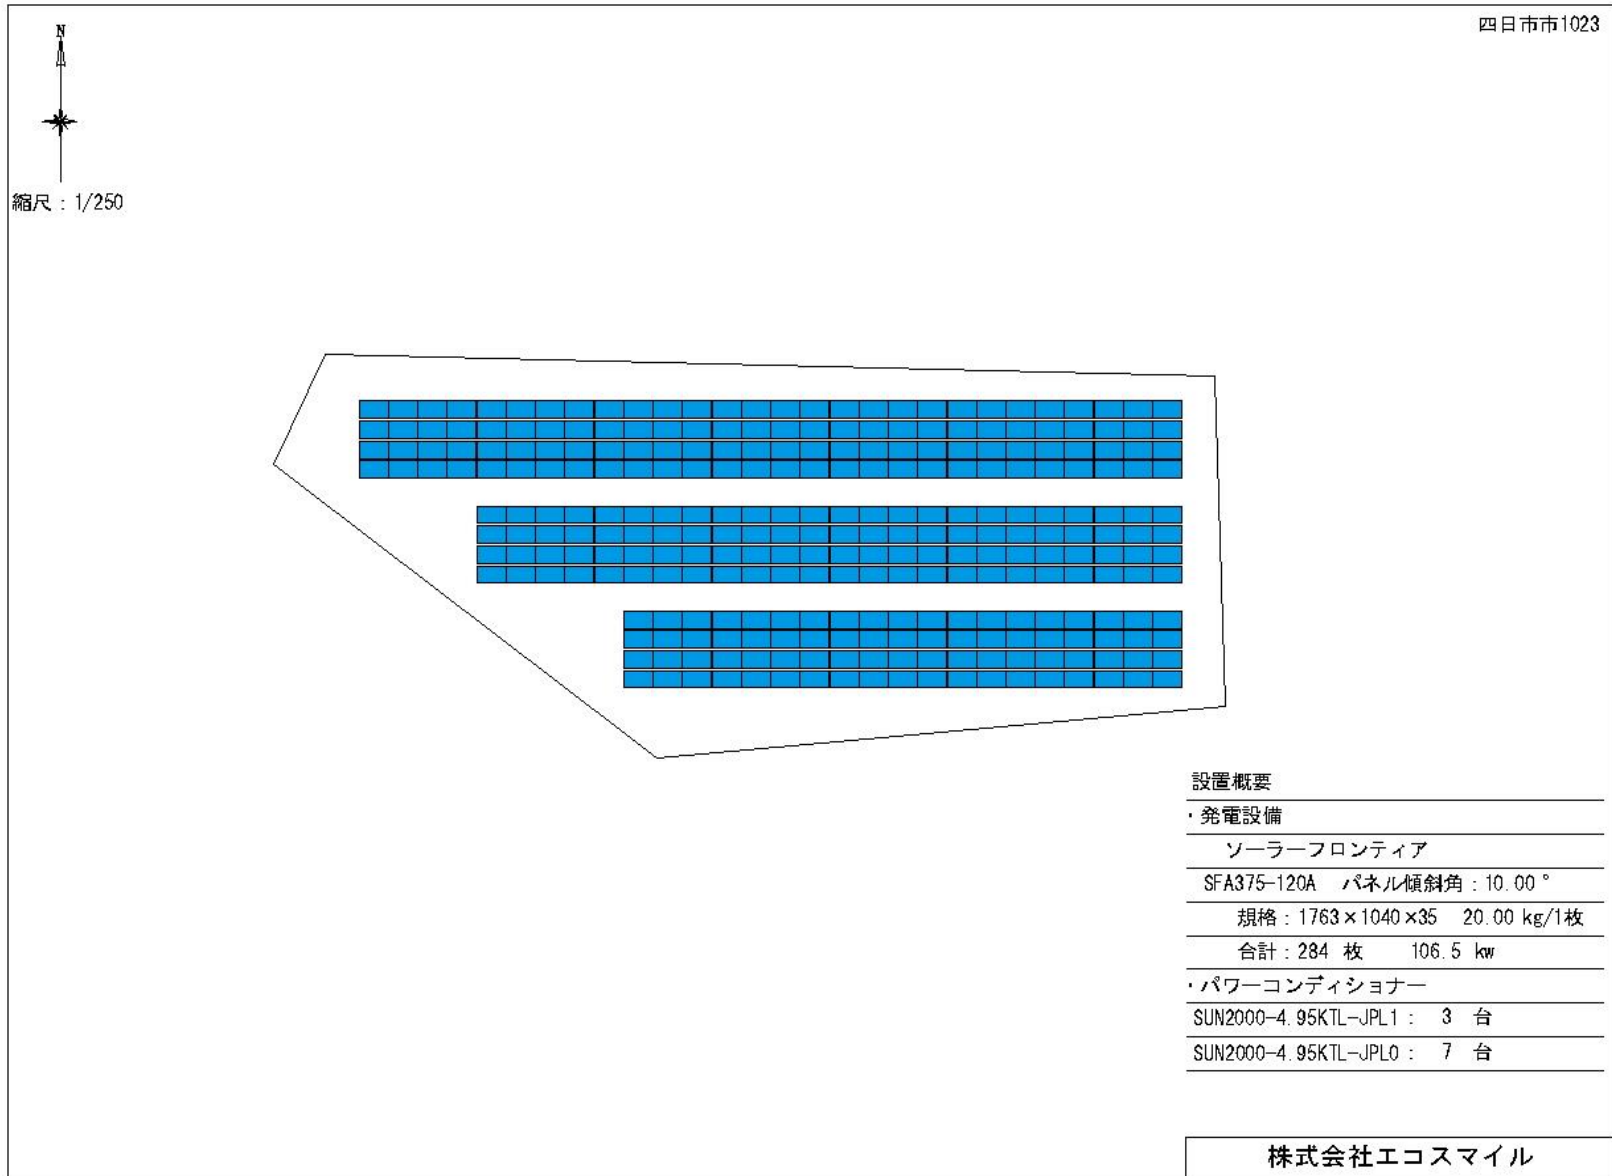 四日市市1023
N
縮尺：1/250
設置概要
・発電設備
ソーラーフロンティア
SFA375-120A パネル傾斜角：10.00°
規格：1763×1040×35 20.00 kg/1枚
合計：284 枚 106.5 kw
・パワーコンディショナー
SUN2000-4.95KTL-JPL1： 3 台
SUN2000-4.95KTL-JPL0： 7 台
株式会社エコスマイル